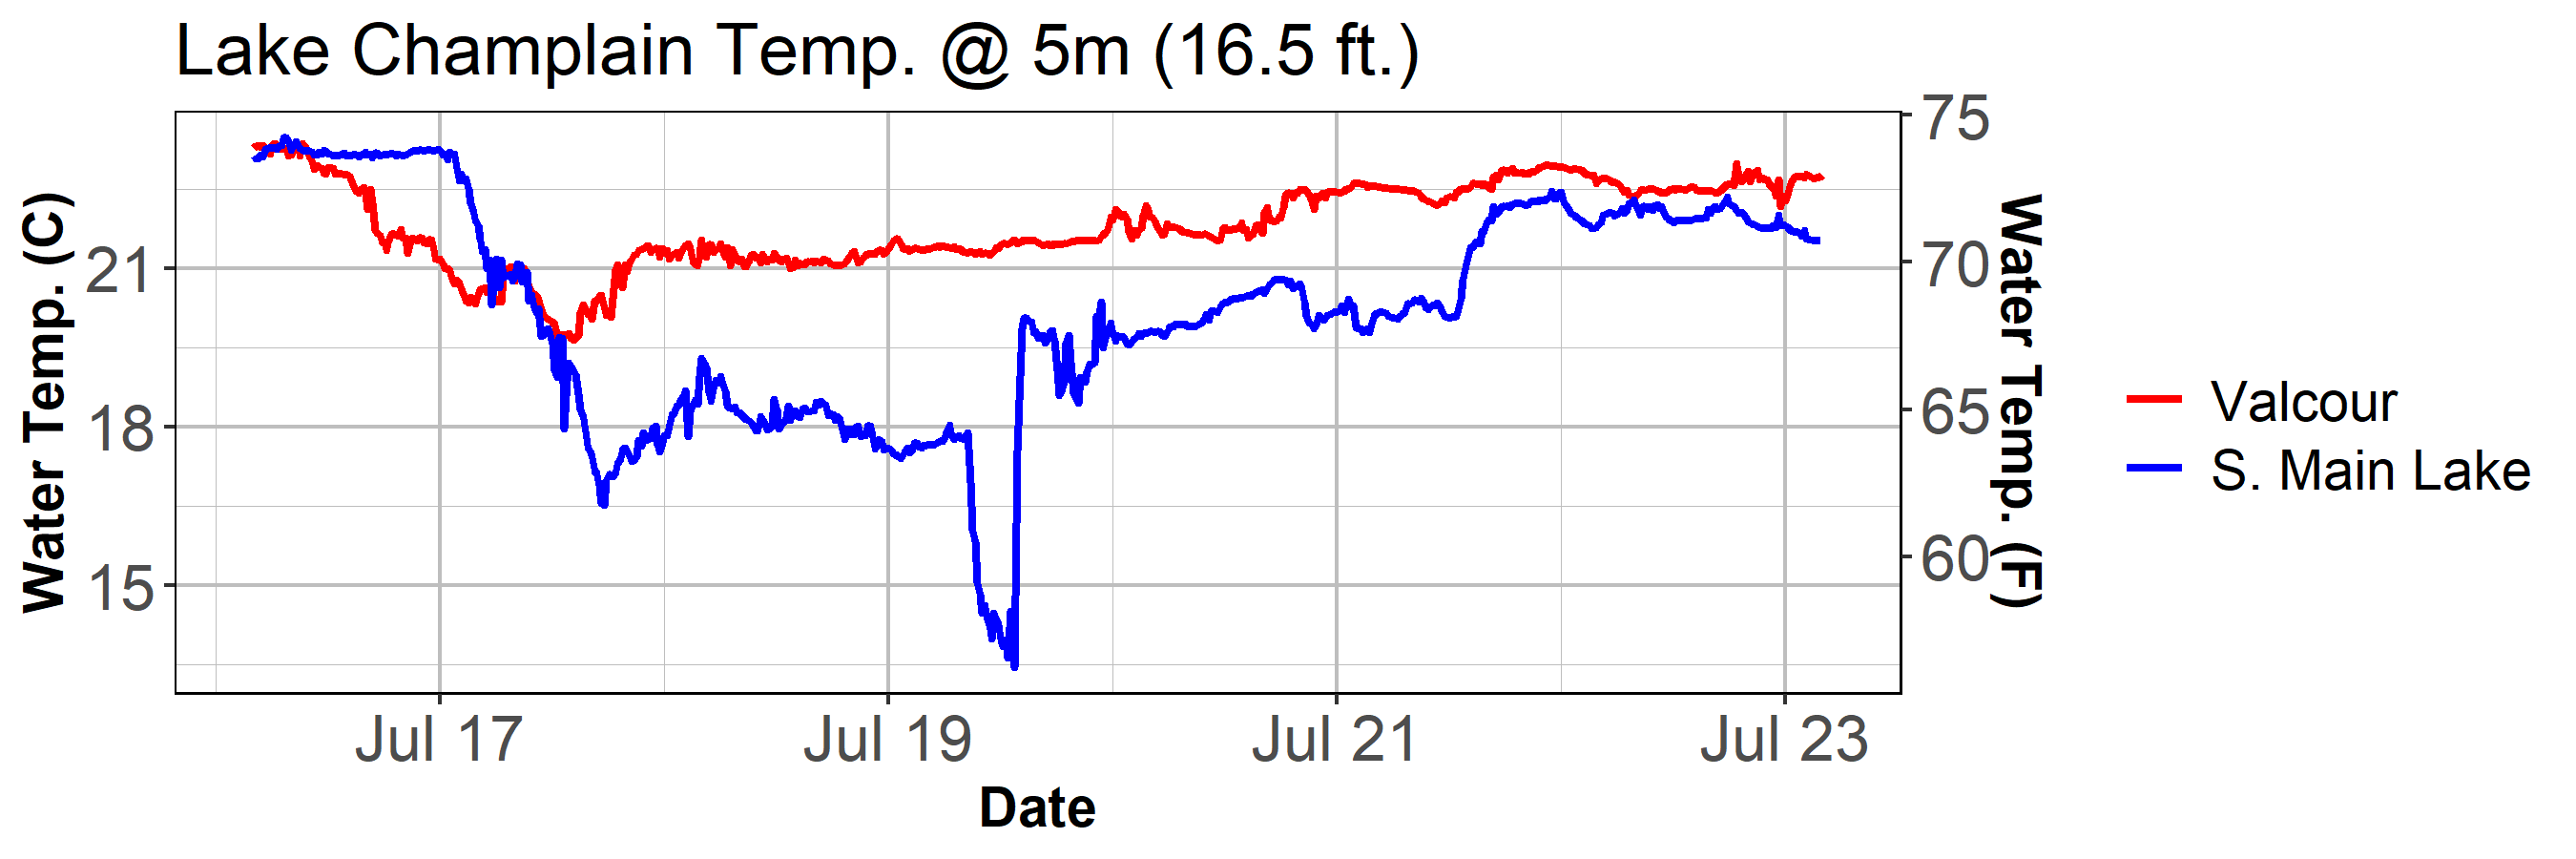 Lake Champlain Temp. @ 5m (16.5 ft.)
Water Temp. (C)
21
18
15
75
70
65
60
Water Temp. (F)
Jul 17
Jul 19
Jul 21
Jul 23
Date
Valcour
S. Main Lake